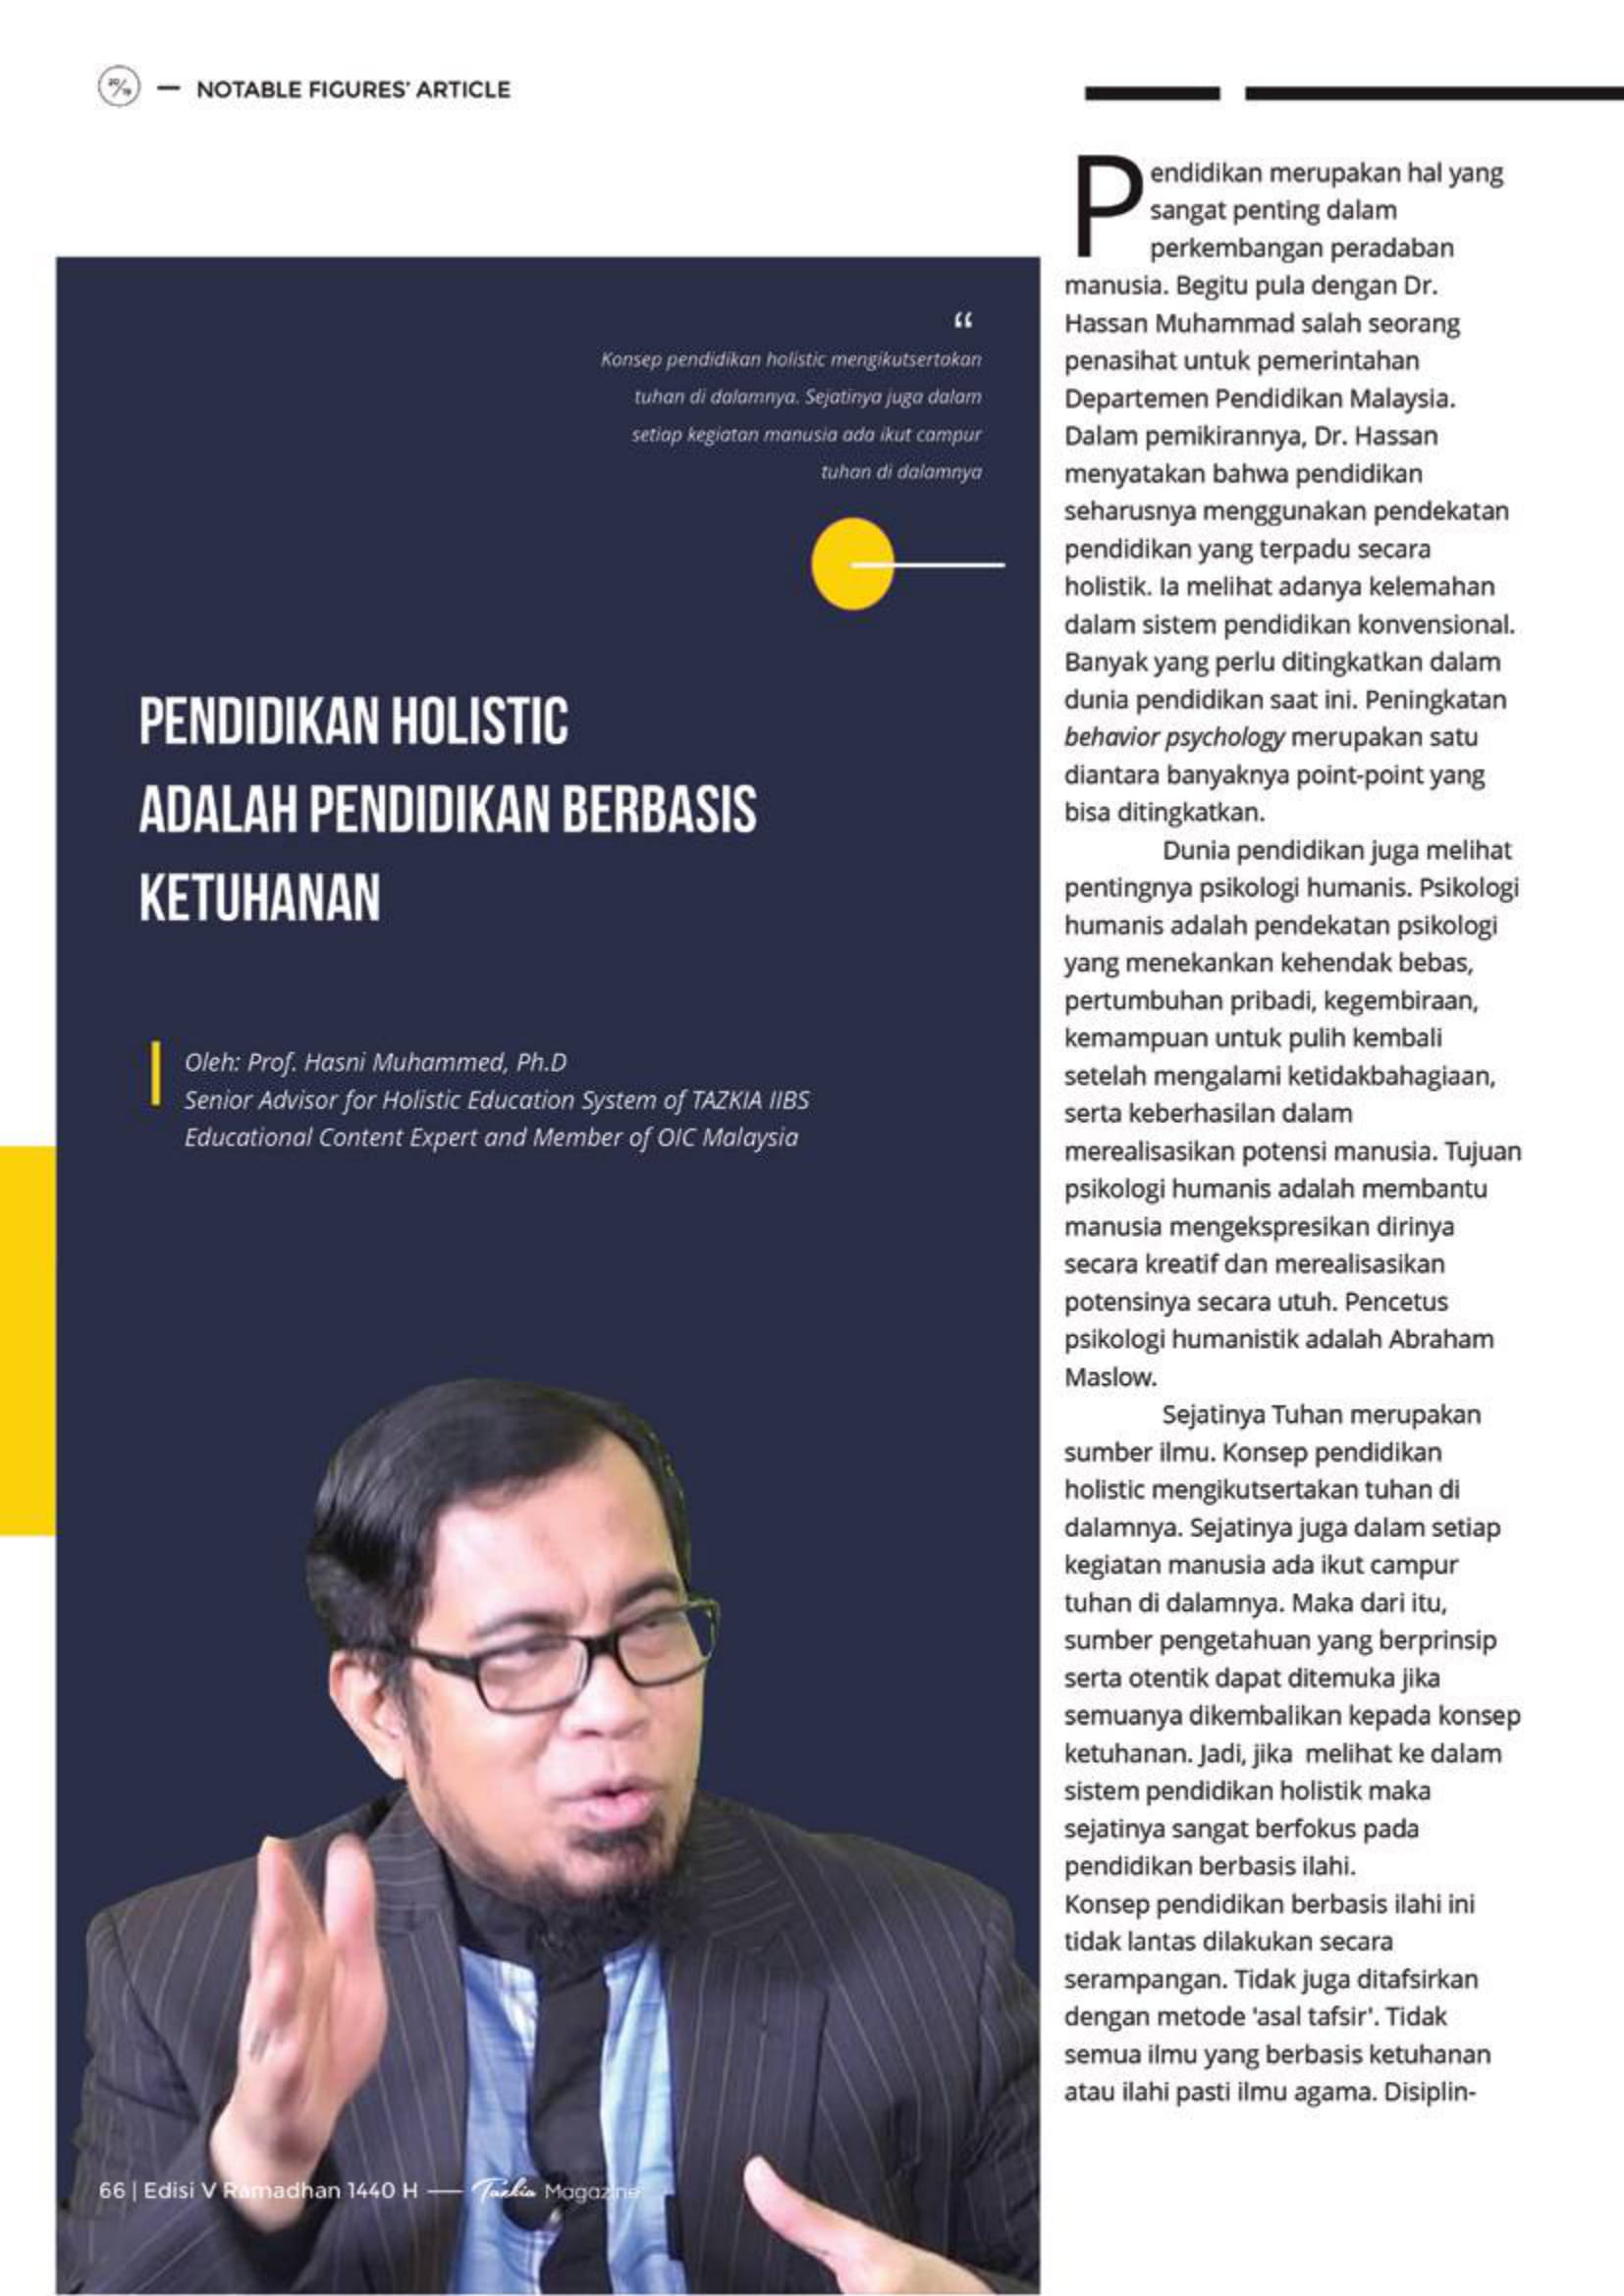 20/19 — NOTABLE FIGURES' ARTICLE
“
Konsep pendidikan holistic mengikutsertakan
tuhan di dalamnya. Sejatinya juga dalam
setiap kegiatan manusia ada ikut campur
tuhan di dalamnya
PENDIDIKAN HOLISTIC
ADALAH PENDIDIKAN BERBASIS
KETUHANAN
Oleh: Prof. Hasni Muhammed, Ph.D
Senior Advisor for Holistic Education System of TAZKIA IIBS
Educational Content Expert and Member of OIC Malaysia
Pendidikan merupakan hal yang
sangat penting dalam
perkembangan peradaban
manusia. Begitu pula dengan Dr.
Hassan Muhammad salah seorang
penasihat untuk pemerintahan
Departemen Pendidikan Malaysia.
Dalam pemikirannya, Dr. Hassan
menyatakan bahwa pendidikan
seharusnya menggunakan pendekatan
pendidikan yang terpadu secara
holistik. Ia melihat adanya kelemahan
dalam sistem pendidikan konvensional.
Banyak yang perlu ditingkatkan dalam
dunia pendidikan saat ini. Peningkatan
behavior psychology merupakan satu
diantara banyaknya point-point yang
bisa ditingkatkan.
Dunia pendidikan juga melihat
pentingnya psikologi humanis. Psikologi
humanis adalah pendekatan psikologi
yang menekankan kehendak bebas,
pertumbuhan pribadi, kegembiraan,
kemampuan untuk pulih kembali
setelah mengalami ketidakbahagiaan,
serta keberhasilan dalam
merealisasikan potensi manusia. Tujuan
psikologi humanis adalah membantu
manusia mengekspresikan dirinya
secara kreatif dan merealisasikan
potensinya secara utuh. Pencetus
psikologi humanistik adalah Abraham
Maslow.
Sejatinya Tuhan merupakan
sumber ilmu. Konsep pendidikan
holistic mengikutsertakan tuhan di
dalamnya. Sejatinya juga dalam setiap
kegiatan manusia ada ikut campur
tuhan di dalamnya. Maka dari itu,
sumber pengetahuan yang berprinsip
serta otentik dapat ditemuka jika
semuanya dikembalikan kepada konsep
ketuhanan. Jadi, jika melihat ke dalam
sistem pendidikan holistik maka
sejatinya sangat berfokus pada
pendidikan berbasis ilahi.
Konsep pendidikan berbasis ilahi ini
tidak lantas dilakukan secara
serampangan. Tidak juga ditafsirkan
dengan metode 'asal tafsir'. Tidak
semua ilmu yang berbasis ketuhanan
atau ilahi pasti ilmu agama. Disiplin-
66 | Edisi V Ramadhan 1440 H — Tazkia Magazine